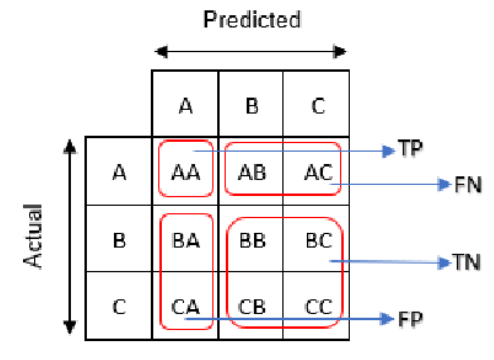 Predicted
A B C
A AA AB AC
TP
FN
Actual
B BA BB BC
TN
C CA CB CC
FP